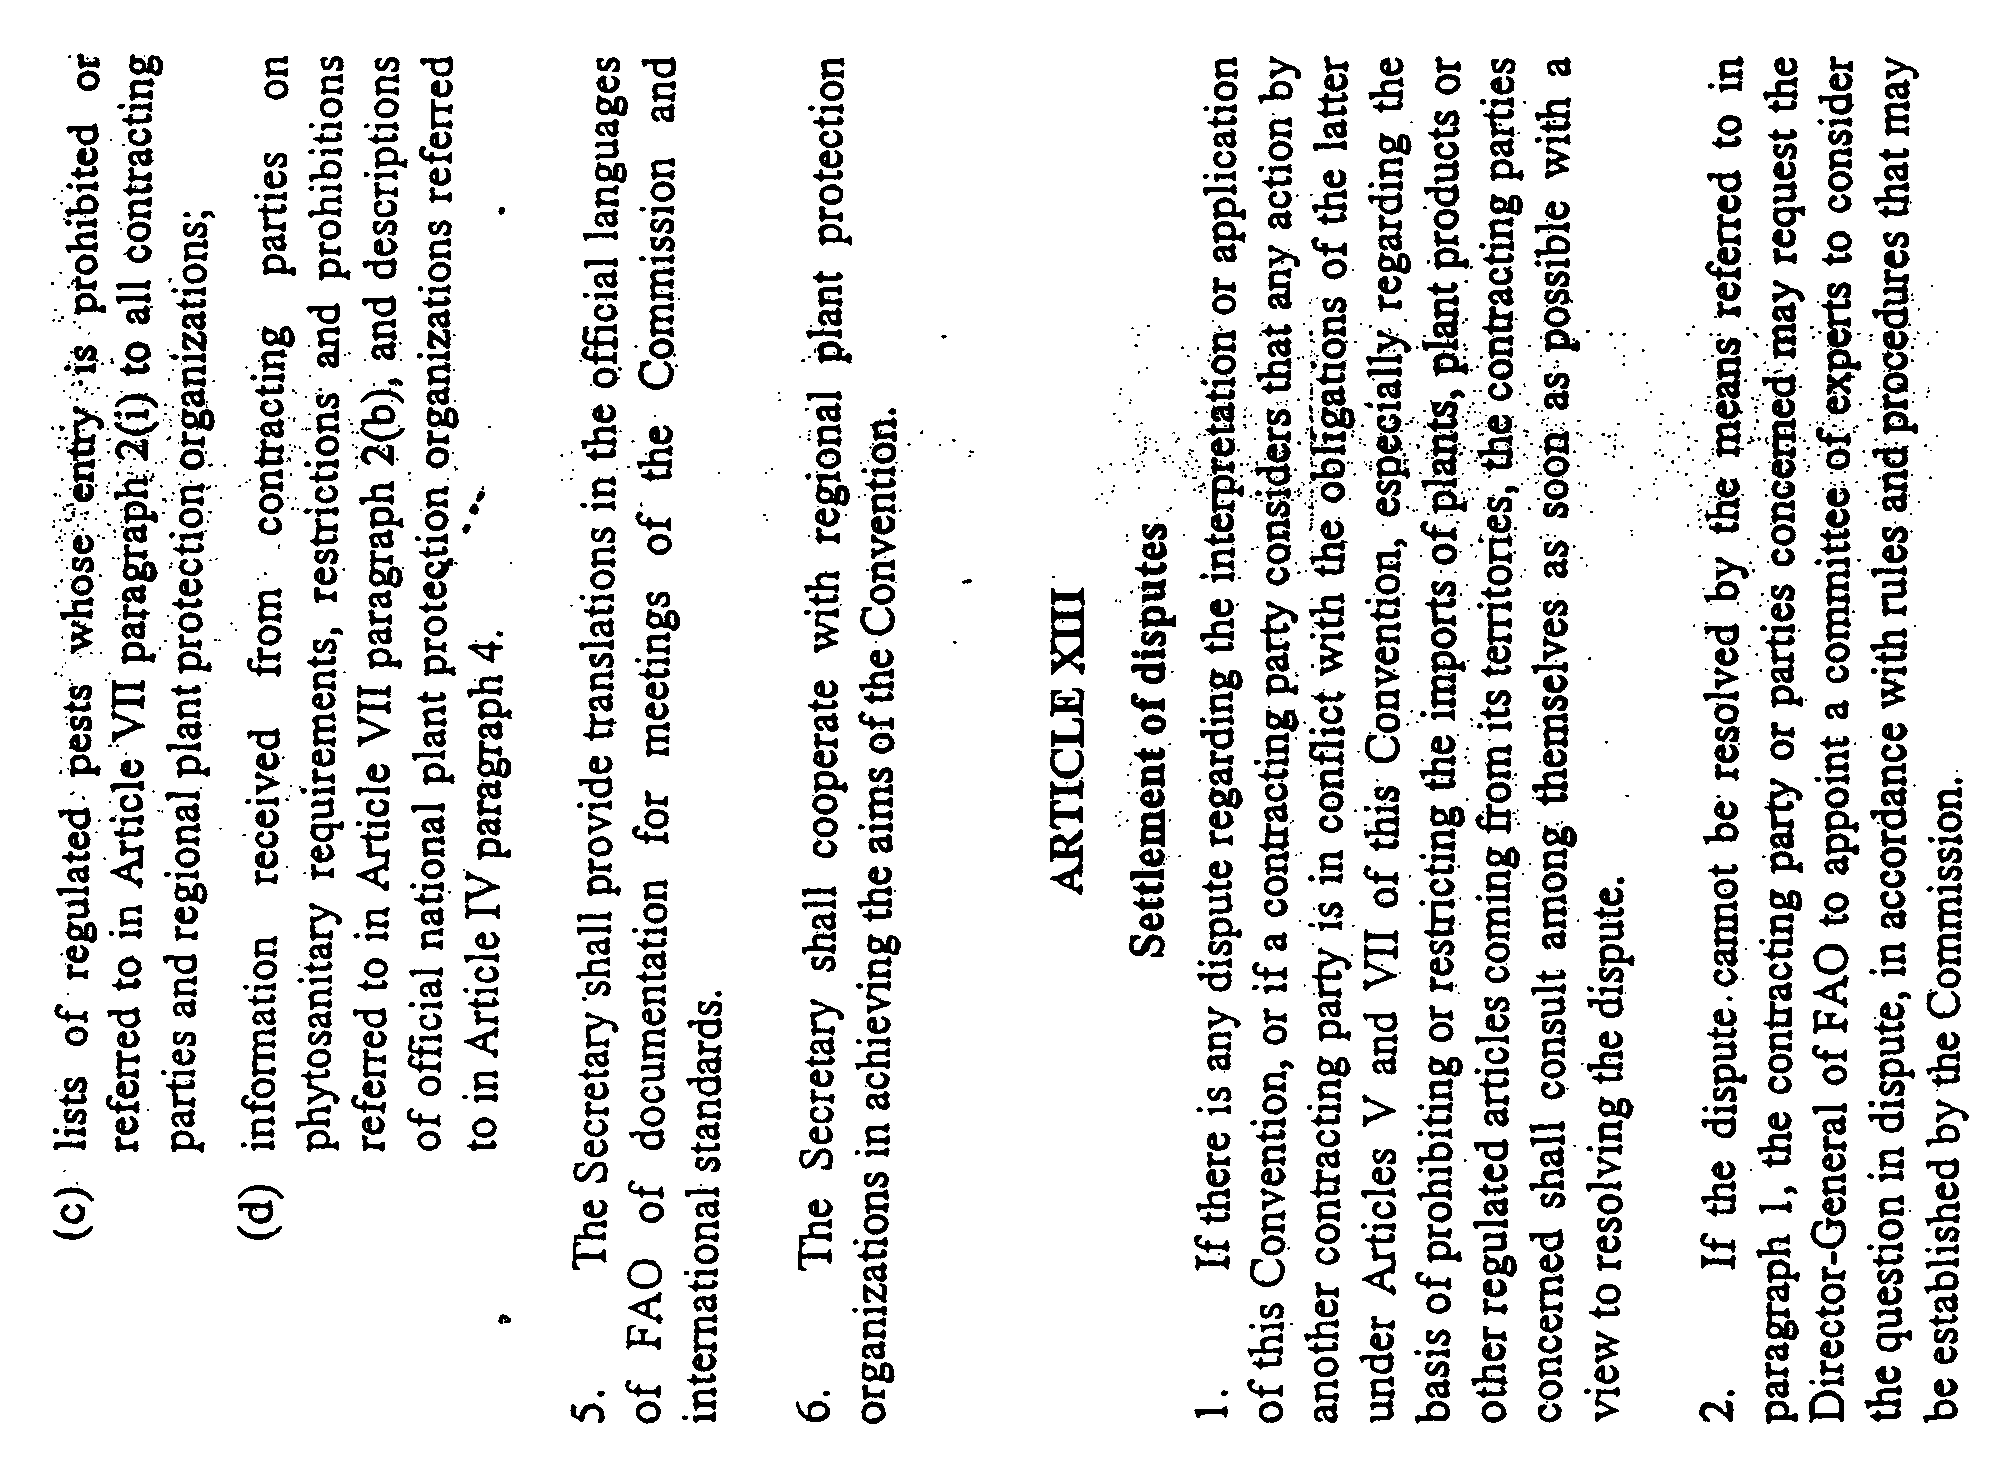 (c) lists of regulated pests whose entry is prohibited or
referred to in Article VII paragraph 2(i) to all contracting
parties and regional plant protection organizations;
(d) information received from contracting parties on
phytosanitary requirements, restrictions and prohibitions
referred to in Article VII paragraph 2(b), and descriptions
of official national plant protection organizations referred
to in Article IV paragraph 4.
5. The Secretary shall provide translations in the official languages
of FAO of documentation for meetings of the Commission and
international standards.
6. The Secretary shall cooperate with regional plant protection
organizations in achieving the aims of the Convention.
ARTICLE XIII
Settlement of disputes
1. If there is any dispute regarding the interpretation or application
of this Convention, or if a contracting party considers that any action by
another contracting party is in conflict with the obligations of the latter
under Articles V and VII of this Convention, especially regarding the
basis of prohibiting or restricting the imports of plants, plant products or
other regulated articles coming from its territories, the contracting parties
concerned shall consult among themselves as soon as possible with a
view to resolving the dispute.
2. If the dispute cannot be resolved by the means referred to in
paragraph 1, the contracting party or parties concerned may request the
Director-General of FAO to appoint a committee of experts to consider
the question in dispute, in accordance with rules and procedures that may
be established by the Commission.